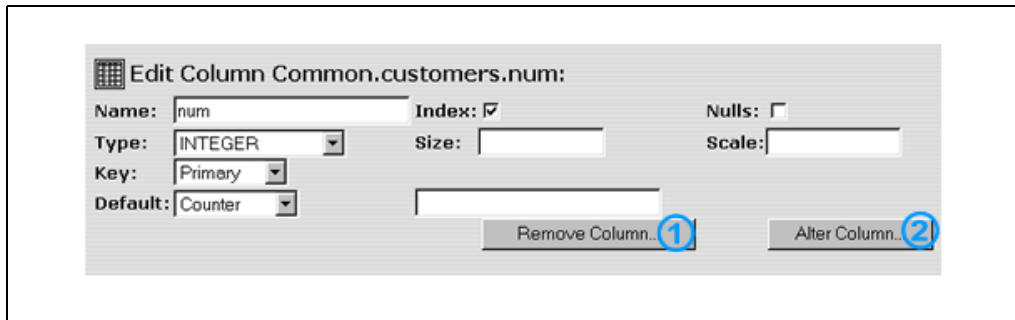 Edit Column Common.customers.num:
Name: num Index: Nulls:
Type: INTEGER Size: Scale:
Key: Primary
Default: Counter
Remove Column... 1 Alter Column... 2